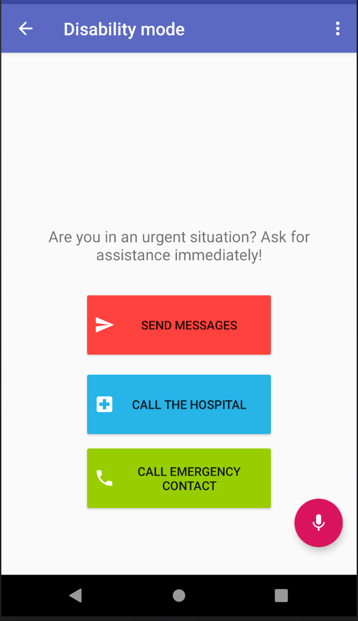 Disability mode
Are you in an urgent situation? Ask for
assistance immediately!
SEND MESSAGES
CALL THE HOSPITAL
CALL EMERGENCY
CONTACT